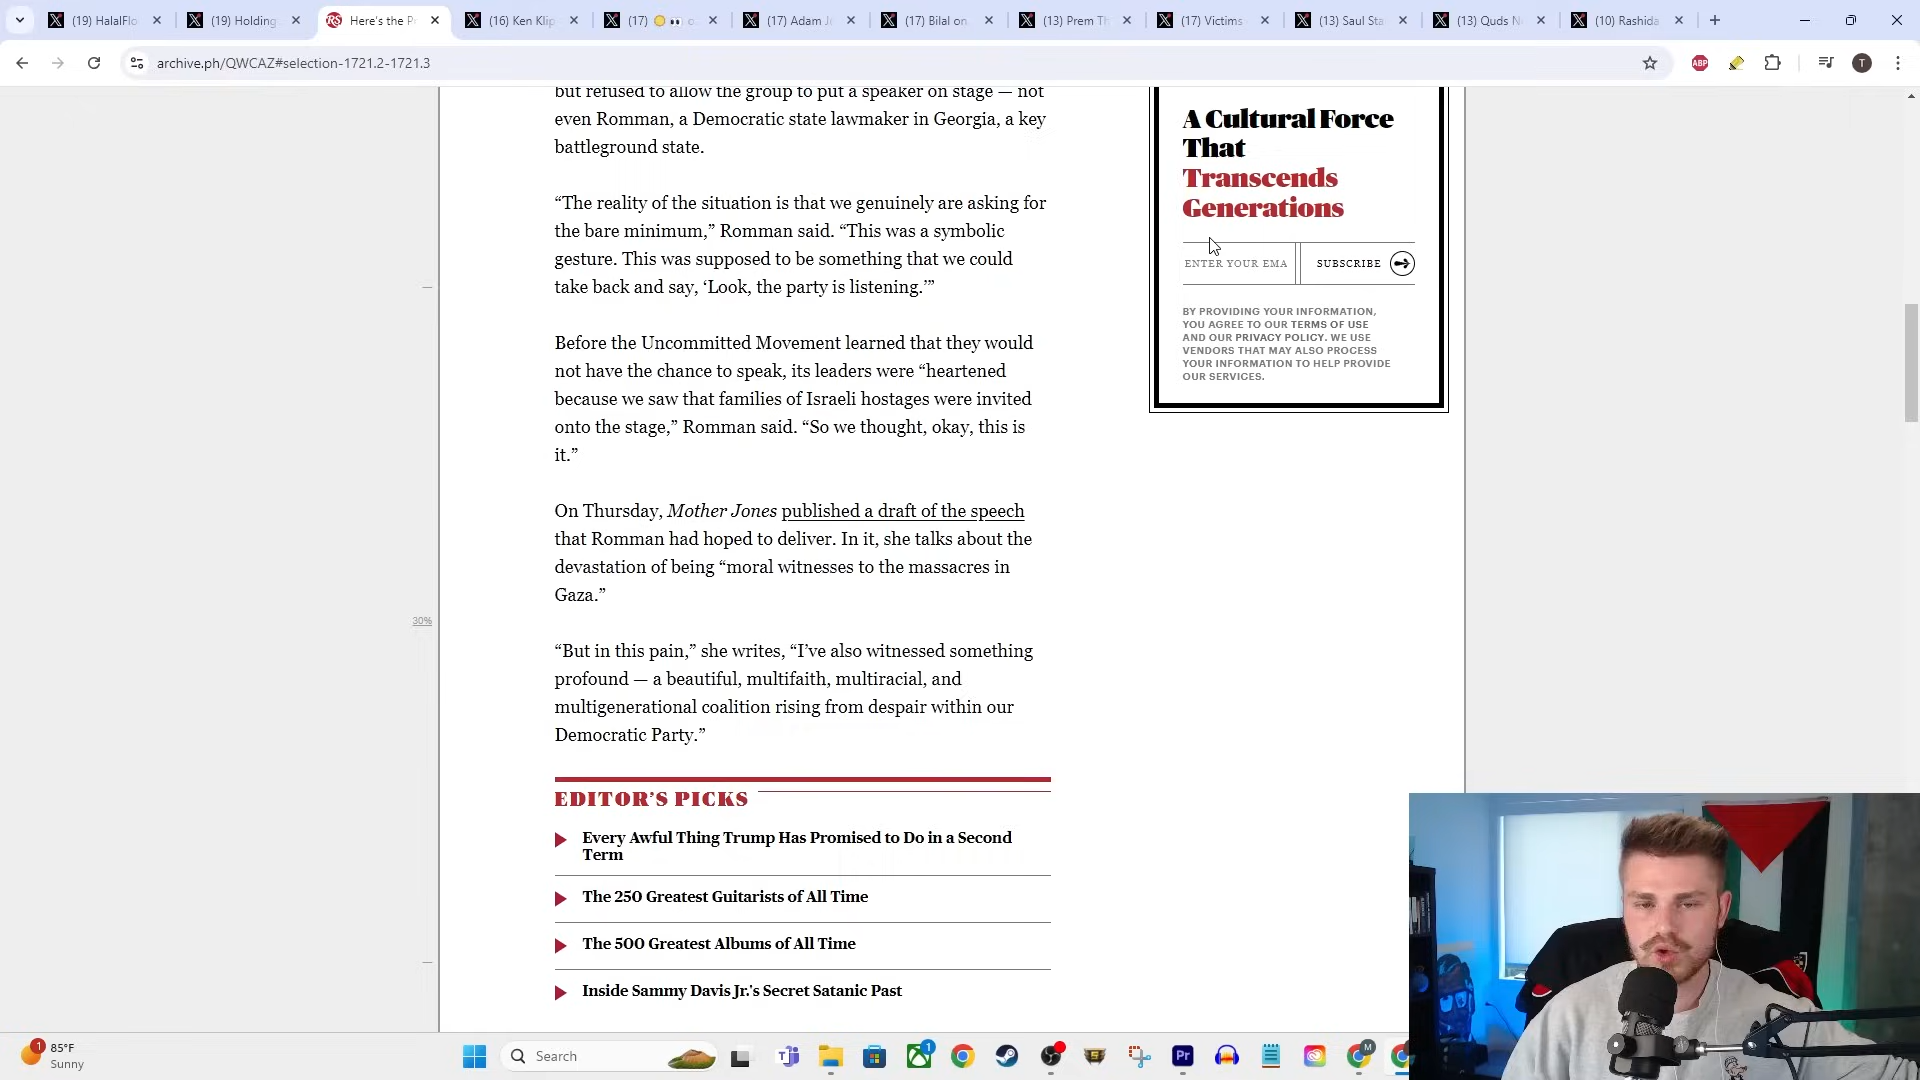 (19) HalalFlo
(19) Holding
Here's the P
(16) Ken Klip
(17)
(17) Adam J
(17) Bilal on
(13) Prem Th
(17) Victims
(13) Saul Sta
(13) Quds N
(10) Rashida
archive.ph/QWCAZ#selection-1721.2-1721.3
ABP
T
but refused to allow the group to put a speaker on stage — not
even Romman, a Democratic state lawmaker in Georgia, a key
battleground state.
“The reality of the situation is that we genuinely are asking for
the bare minimum,” Romman said. “This was a symbolic
gesture. This was supposed to be something that we could
take back and say, ‘Look, the party is listening.’”
Before the Uncommitted Movement learned that they would
not have the chance to speak, its leaders were “heartened
because we saw that families of Israeli hostages were invited
onto the stage,” Romman said. “So we thought, okay, this is
it.”
On Thursday, Mother Jones published a draft of the speech
that Romman had hoped to deliver. In it, she talks about the
devastation of being “moral witnesses to the massacres in
Gaza.”
30%
“But in this pain,” she writes, “I’ve also witnessed something
profound — a beautiful, multifaith, multiracial, and
multigenerational coalition rising from despair within our
Democratic Party.”
EDITOR’S PICKS
Every Awful Thing Trump Has Promised to Do in a Second
Term
The 250 Greatest Guitarists of All Time
The 500 Greatest Albums of All Time
Inside Sammy Davis Jr.'s Secret Satanic Past
A Cultural Force
That
Transcends
Generations
ENTER YOUR EMA
SUBSCRIBE
BY PROVIDING YOUR INFORMATION,
YOU AGREE TO OUR TERMS OF USE
AND OUR PRIVACY POLICY. WE USE
VENDORS THAT MAY ALSO PROCESS
YOUR INFORMATION TO HELP PROVIDE
OUR SERVICES.
1
85°F
Sunny
Search
1
Pr
M